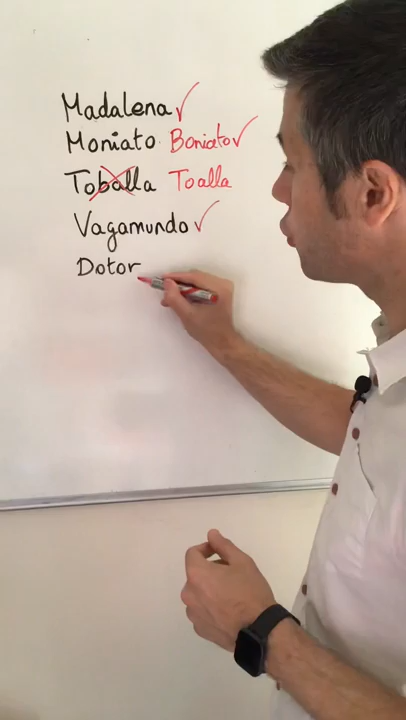 Madalena ✓
Moniato Boniato ✓
Toballa Toalla
Vagamundo ✓
Dotor